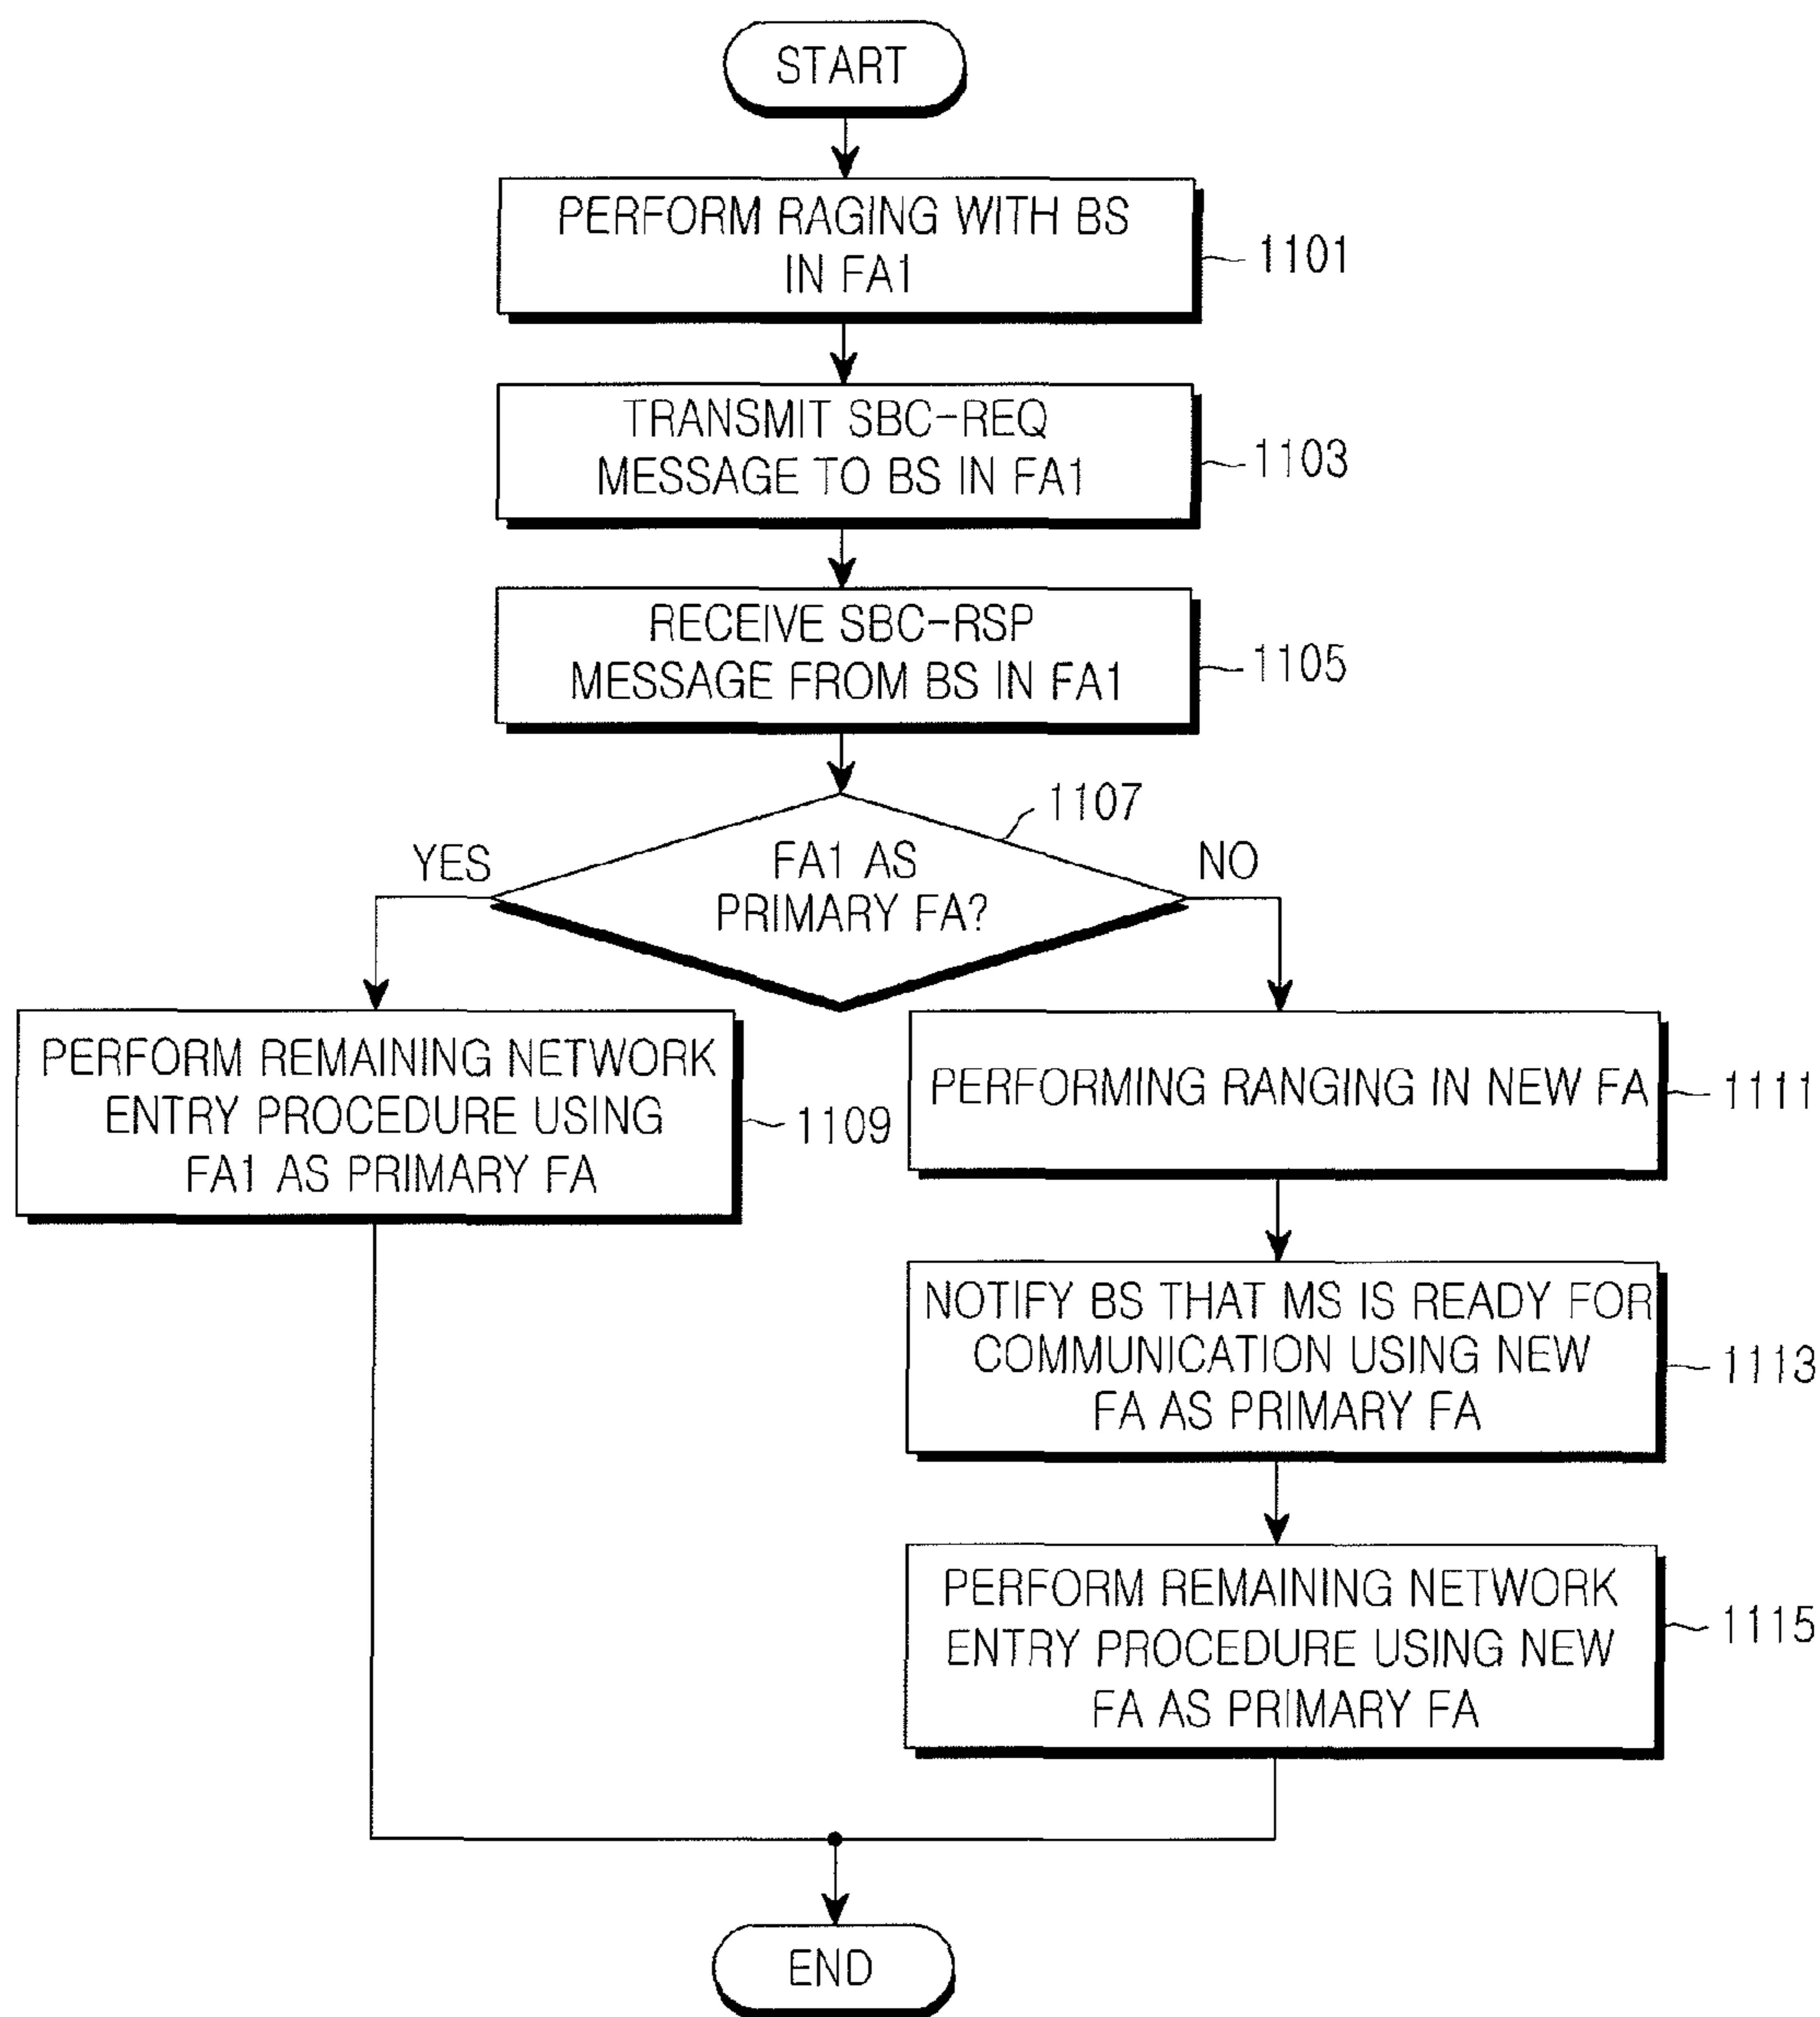 START
PERFORM RAGING WITH BS
IN FA1
1101
TRANSMIT SBC-REQ
MESSAGE TO BS IN FA1
1103
RECEIVE SBC-RSP
MESSAGE FROM BS IN FA1
1105
1107
YES
FA1 AS
PRIMARY FA?
NO
PERFORM REMAINING NETWORK
ENTRY PROCEDURE USING
FA1 AS PRIMARY FA
1109
PERFORMING RANGING IN NEW FA
1111
NOTIFY BS THAT MS IS READY FOR
COMMUNICATION USING NEW
FA AS PRIMARY FA
1113
PERFORM REMAINING NETWORK
ENTRY PROCEDURE USING NEW
FA AS PRIMARY FA
1115
END